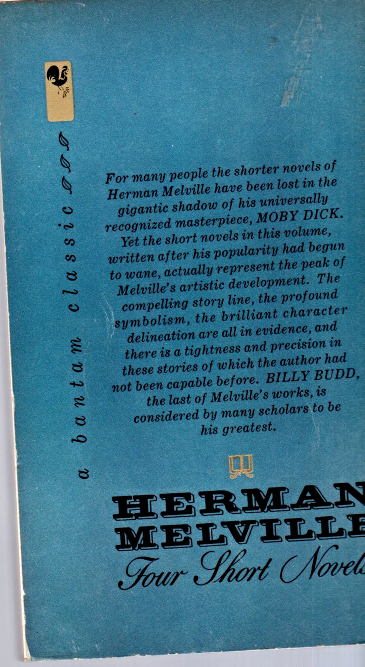 a bantam classic
For many people the shorter novels of
Herman Melville have been lost in the
gigantic shadow of his universally
recognized masterpiece, MOBY DICK.
Yet the short novels in this volume,
written after his popularity had begun
to wane, actually represent the peak of
Melville's artistic development. The
compelling story line, the profound
symbolism, the brilliant character
delineation are all in evidence, and
there is a tightness and precision in
these stories of which the author had
not been capable before. BILLY BUDD,
the last of Melville's works, is
considered by many scholars to be
his greatest.
HERMAN
MELVILLE
Four Short Novels